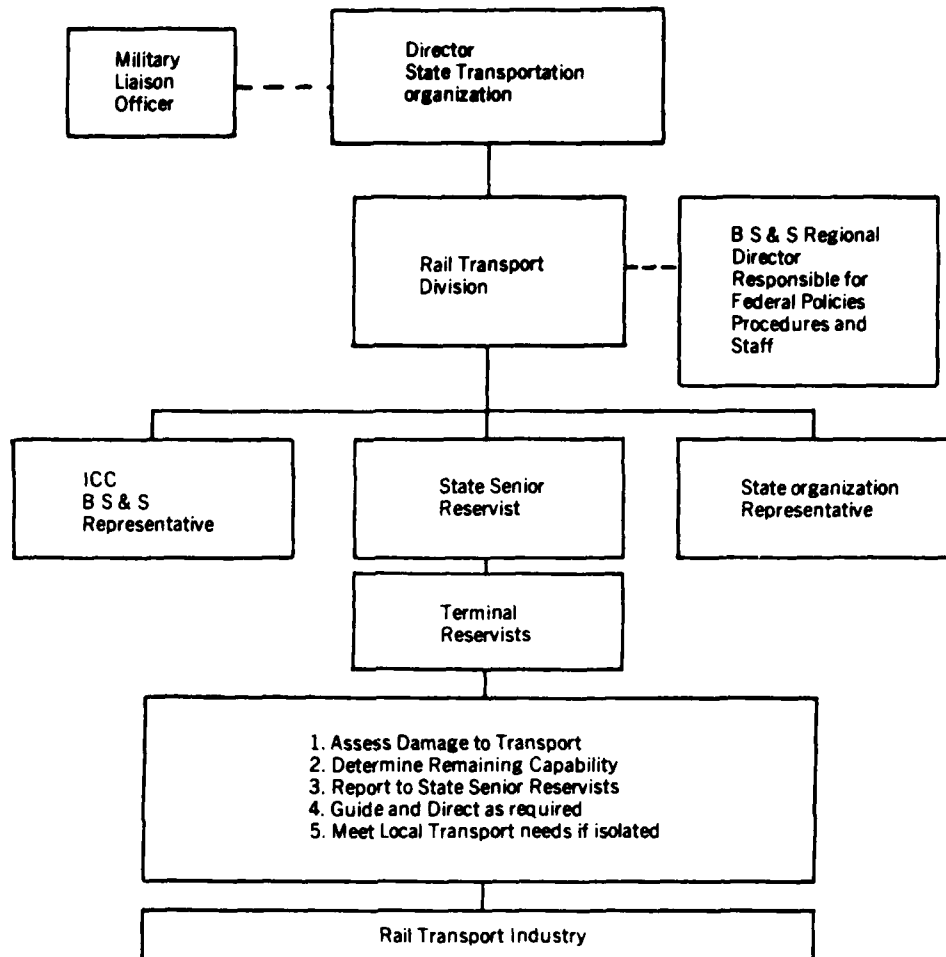 Military
Liaison
Officer
Director
State Transportation
organization
Rail Transport
Division
B S & S Regional
Director
Responsible for
Federal Policies
Procedures and
Staff
ICC
B S & S
Representative
State Senior
Reservist
State organization
Representative
Terminal
Reservists
1. Assess Damage to Transport
2. Determine Remaining Capability
3. Report to State Senior Reservists
4. Guide and Direct as required
5. Meet Local Transport needs if isolated
Rail Transport Industry